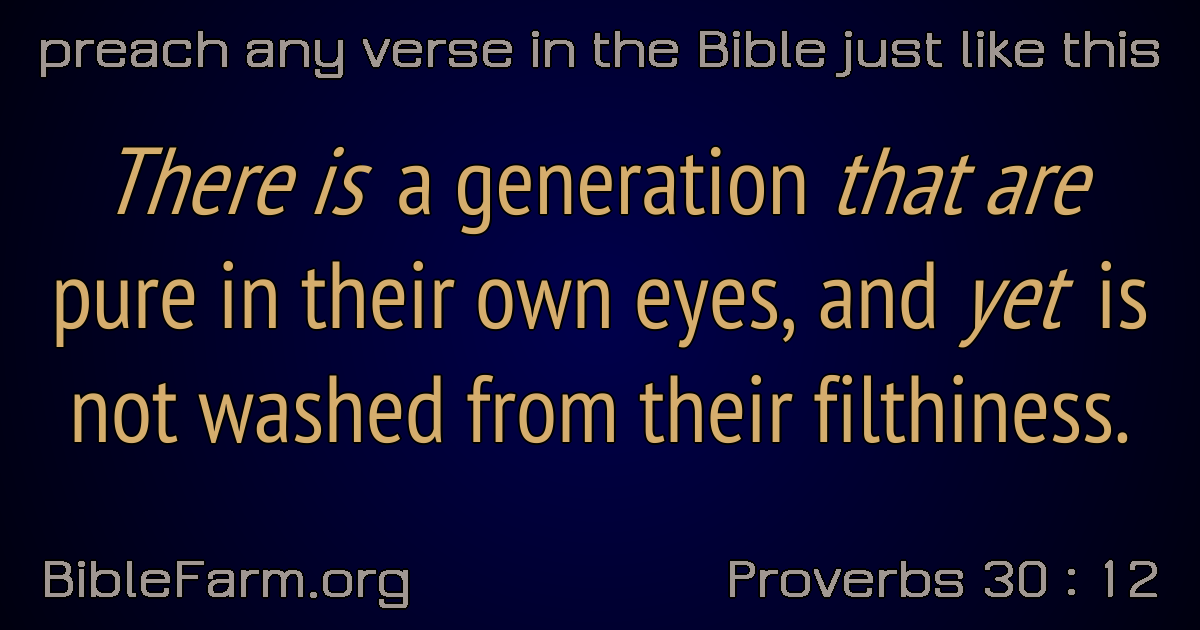 preach any verse in the Bible just like this
There is a generation that are
pure in their own eyes, and yet is
not washed from their filthiness.
BibleFarm.org
Proverbs 30 : 12